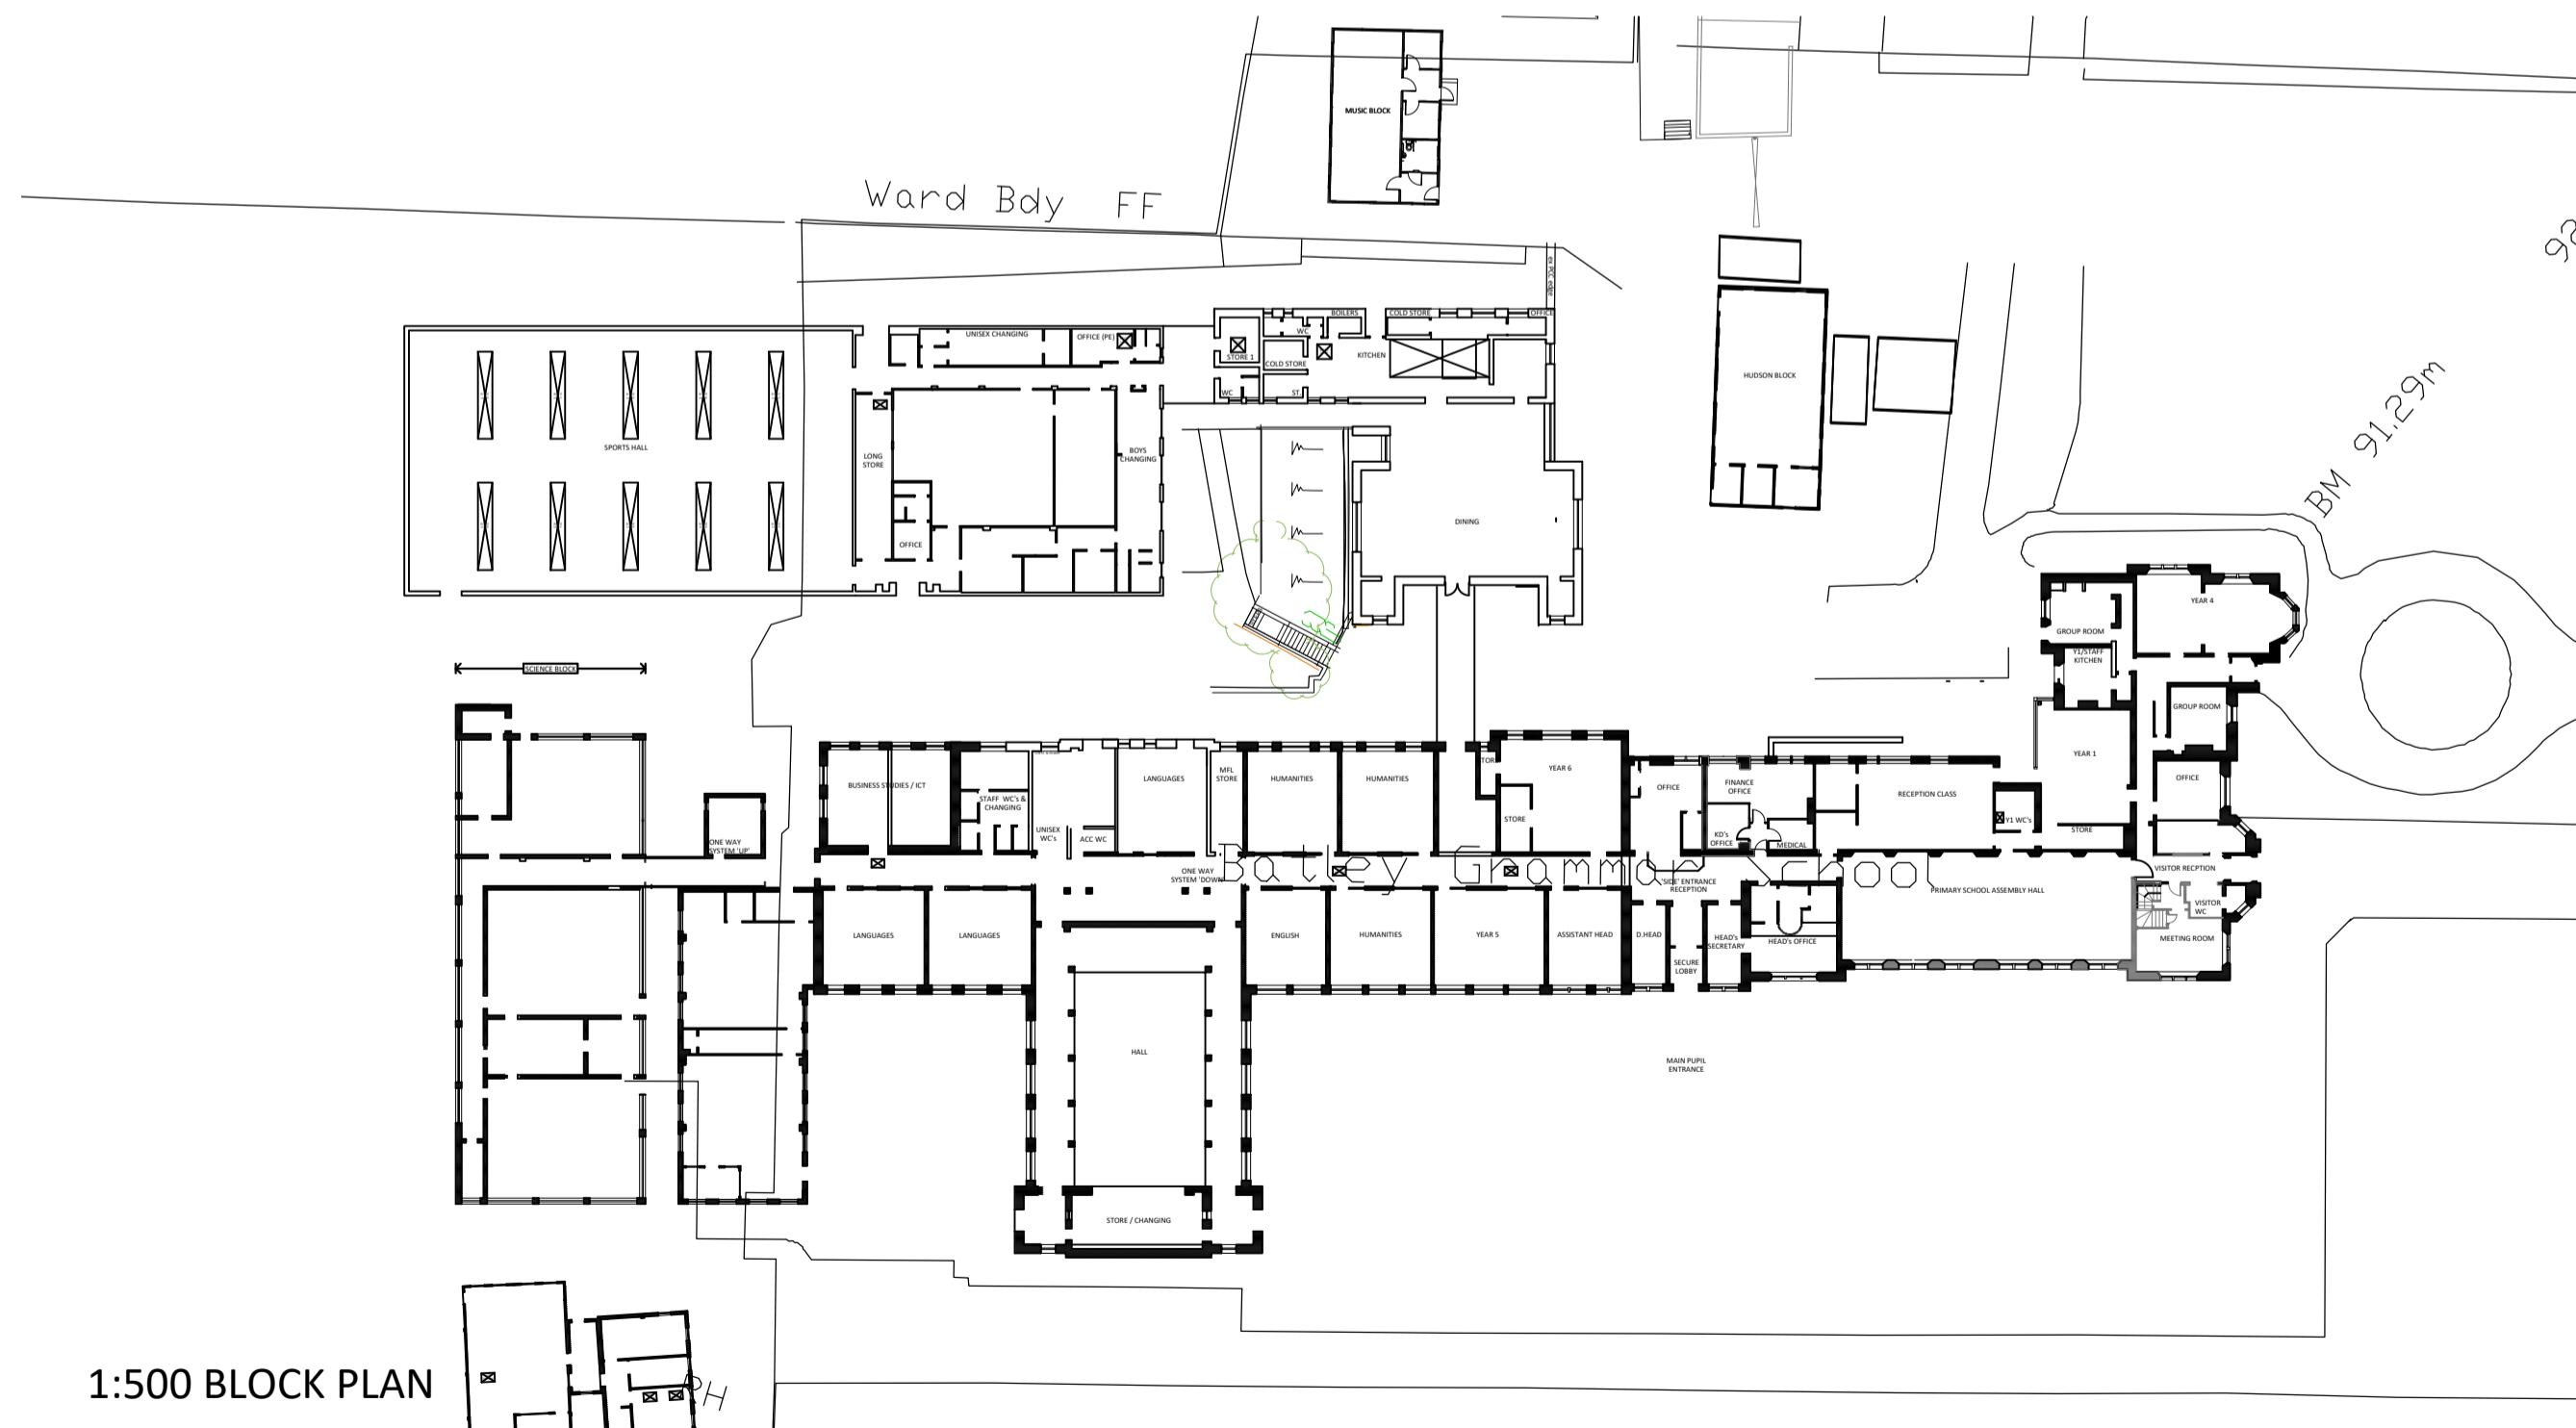 MUSIC BLOCK
Ward Bdy FF
ex PCC edge
BM 91.29m
UNISEX CHANGING
OFFICE (PE)
BOILERS
COLD STORE
OFFICE
WC
STORE 1
COLD STORE
KITCHEN
WC
ST.
HUDSON BLOCK
SPORTS HALL
LONG
STORE
BOYS
CHANGING
OFFICE
DINING
YEAR 4
GROUP ROOM
Y1/STAFF
KITCHEN
SCIENCE BLOCK
GROUP ROOM
YEAR 1
BUSINESS STUDIES / ICT
STAFF WC's &
CHANGING
UNISEX
WC's
ACC WC
LANGUAGES
MFL
STORE
HUMANITIES
HUMANITIES
YEAR 6
STORE
OFFICE
FINANCE
OFFICE
KD's
OFFICE
MEDICAL
RECEPTION CLASS
Y1 WC's
STORE
OFFICE
ONE WAY
SYSTEM 'UP'
ONE WAY
SYSTEM 'DOWN'
Batley Grammar
'SIDE' ENTRANCE
RECEPTION
PRIMARY SCHOOL ASSEMBLY HALL
VISITOR RECPTION
VISITOR
WC
MEETING ROOM
LANGUAGES
LANGUAGES
ENGLISH
HUMANITIES
YEAR 5
ASSISTANT HEAD
D.HEAD
SECURE
LOBBY
HEAD's
SECRETARY
HEAD's OFFICE
HALL
MAIN PUPIL
ENTRANCE
STORE / CHANGING
1:500 BLOCK PLAN
PH